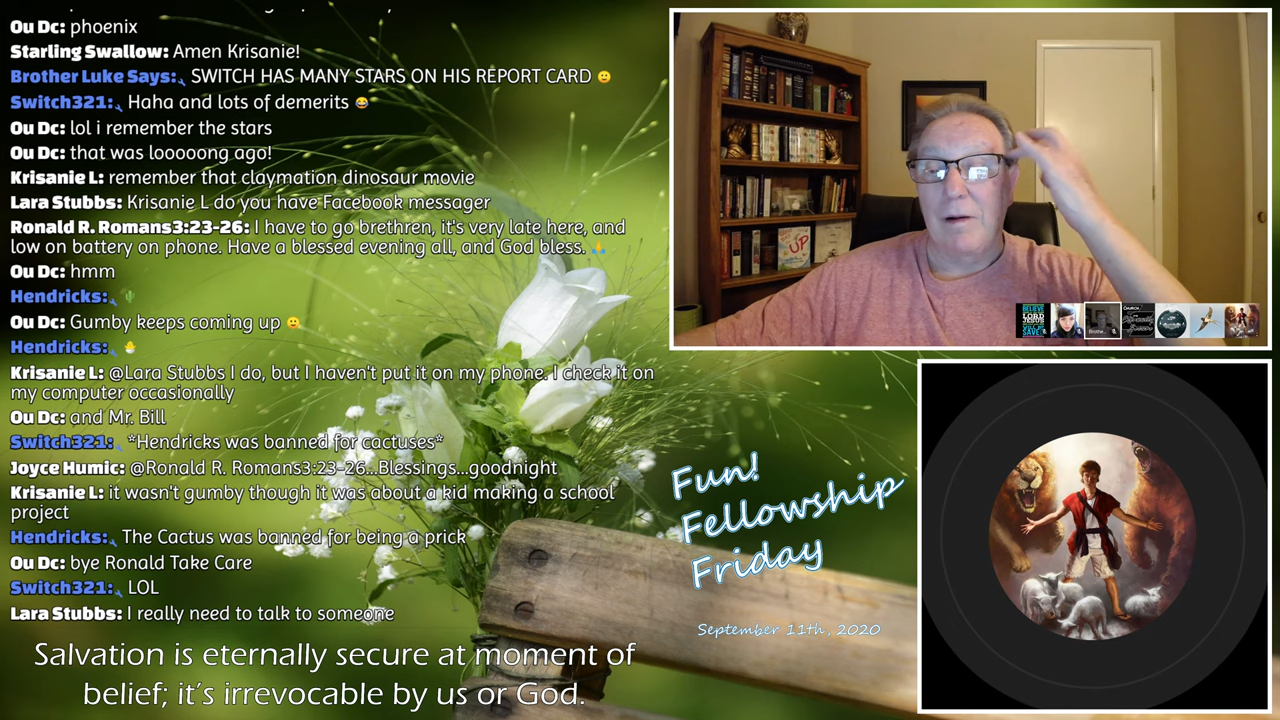 Ou Dc: phoenix
Starling Swallow: Amen Krisanie!
Brother Luke Says: SWITCH HAS MANY STARS ON HIS REPORT CARD 🙂
Switch321: Haha and lots of demerits 😂
Ou Dc: lol i remember the stars
Ou Dc: that was looooong ago!
Krisanie L: remember that claymation dinosaur movie
Lara Stubbs: Krisanie L do you have Facebook messager
Ronald R. Romans3:23-26: I have to go brethren, it's very late here, and
low on battery on phone. Have a blessed evening all, and God bless. 🙏
Ou Dc: hmm
Hendricks: 🌵
Ou Dc: Gumby keeps coming up 🙂
Hendricks: 🐣
Krisanie L: @Lara Stubbs I do, but I haven't put it on my phone. I check it on
my computer occasionally
Ou Dc: and Mr. Bill
Switch321: *Hendricks was banned for cactuses*
Joyce Humic: @Ronald R. Romans3:23-26...Blessings...goodnight
Krisanie L: it wasn't gumby though it was about a kid making a school
project
Hendricks: The Cactus was banned for being a prick
Ou Dc: bye Ronald Take Care
Switch321: LOL
Lara Stubbs: I really need to talk to someone
Salvation is eternally secure at moment of
belief; it's irrevocable by us or God.
UP
BELIEVE
LORD
JESUS
SAVED
Brothe...
CHURCH
Fun!
Fellowship
Friday
September 11th, 2020